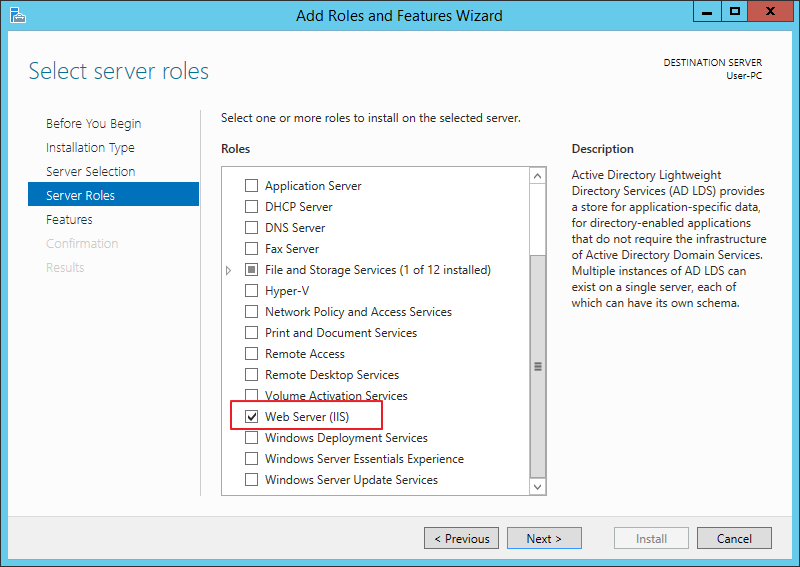 Add Roles and Features Wizard
Select server roles
DESTINATION SERVER
User-PC
Before You Begin
Installation Type
Server Selection
Server Roles
Features
Confirmation
Results
Select one or more roles to install on the selected server.
Roles
Application Server
DHCP Server
DNS Server
Fax Server
File and Storage Services (1 of 12 installed)
Hyper-V
Network Policy and Access Services
Print and Document Services
Remote Access
Remote Desktop Services
Volume Activation Services
Web Server (IIS)
Windows Deployment Services
Windows Server Essentials Experience
Windows Server Update Services
Description
Active Directory Lightweight
Directory Services (AD LDS) provides
a store for application-specific data,
for directory-enabled applications
that do not require the infrastructure
of Active Directory Domain Services.
Multiple instances of AD LDS can
exist on a single server, each of
which can have its own schema.
< Previous
Next >
Install
Cancel